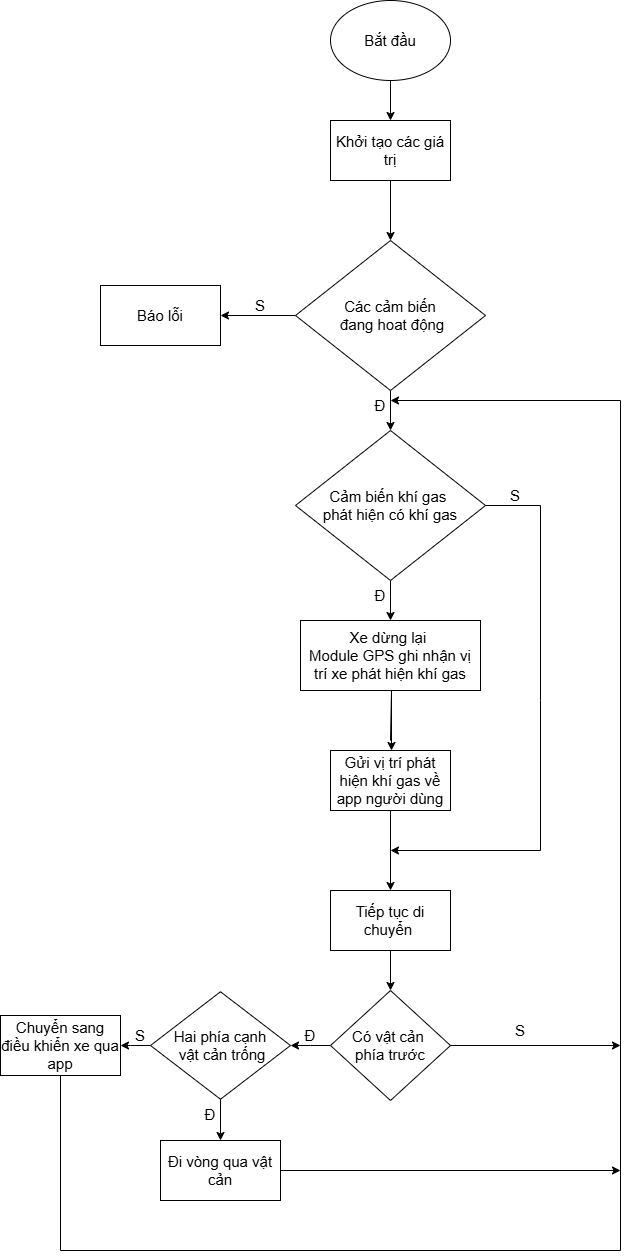 Bắt đầu
Khởi tạo các giá
trị
Các cảm biến
đang hoat động
S
Báo lỗi
Đ
Cảm biến khí gas
phát hiện có khí gas
S
Đ
Xe dừng lại
Module GPS ghi nhận vị
trí xe phát hiện khí gas
Gửi vị trí phát
hiện khí gas về
app người dùng
Tiếp tục di
chuyển
Có vật cản
phía trước
S
Đ
Hai phía cạnh
vật cản trống
S
Chuyển sang
điều khiển xe qua
app
Đ
Đi vòng qua vật
cản